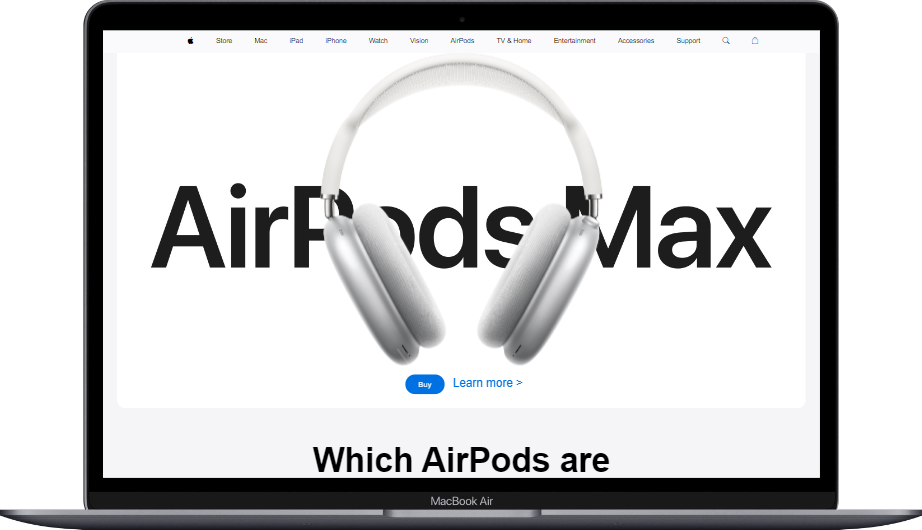 Store Mac iPad iPhone Watch Vision AirPods TV & Home Entertainment Accessories Support
AirPods Max
Buy Learn more >
Which AirPods are
MacBook Air